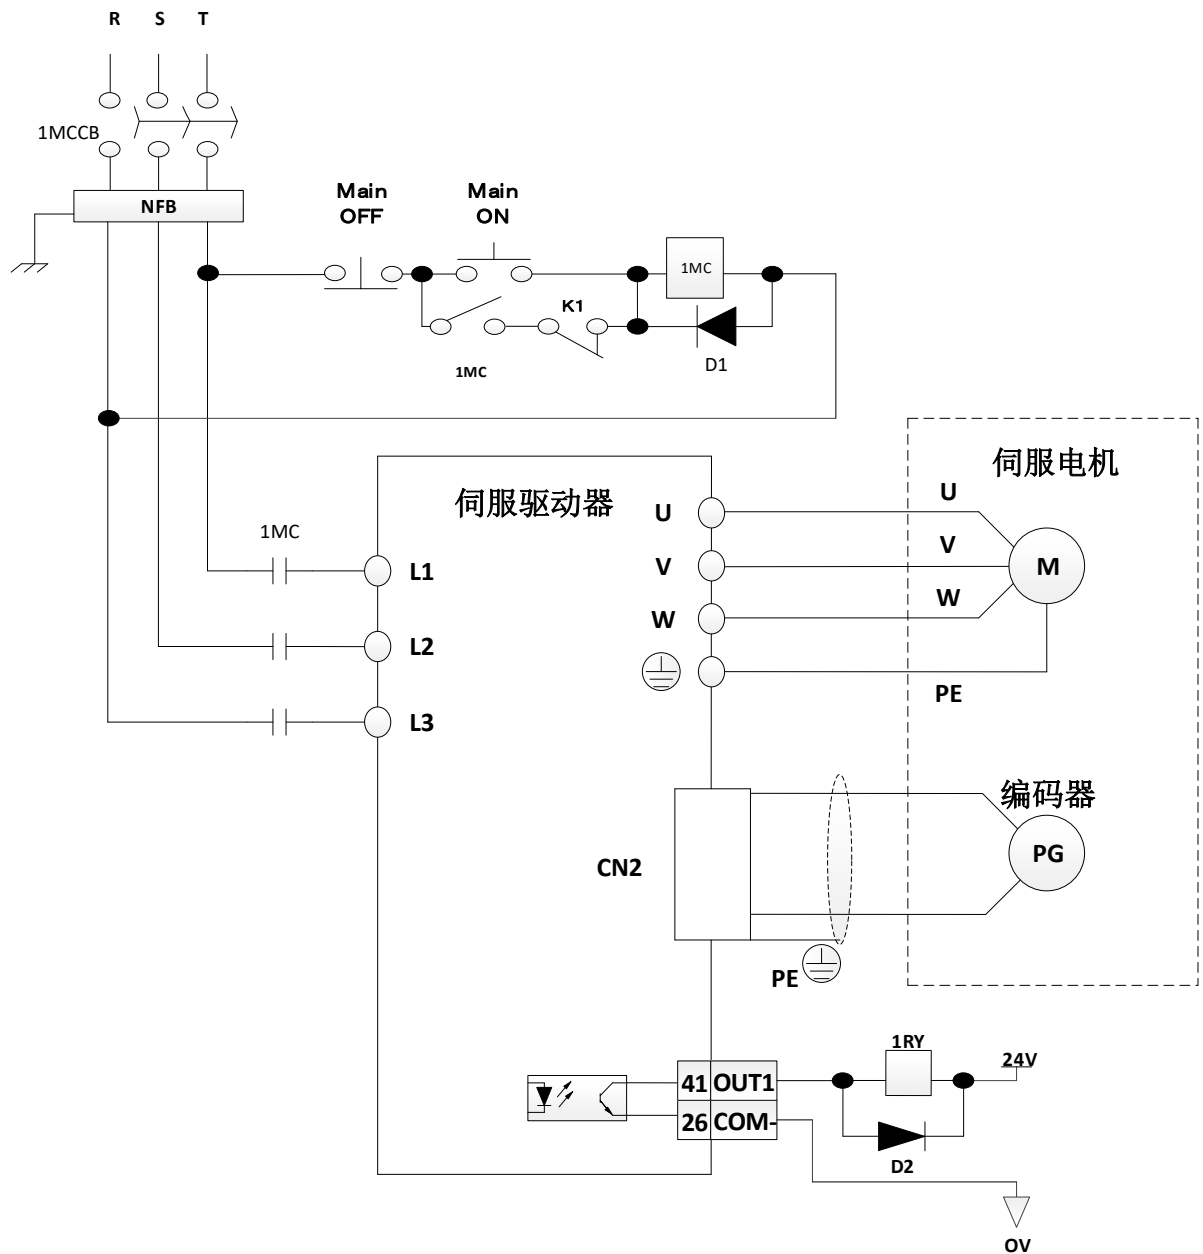 R S T
1MCCB
NFB
Main
OFF
Main
ON
1MC
K1
1MC
D1
伺服电机
伺服驱动器
U
U
V
V
W
W
M
PE
1MC
L1
L2
L3
编码器
PG
CN2
PE
1RY
24V
41 OUT1
26 COM-
D2
0V